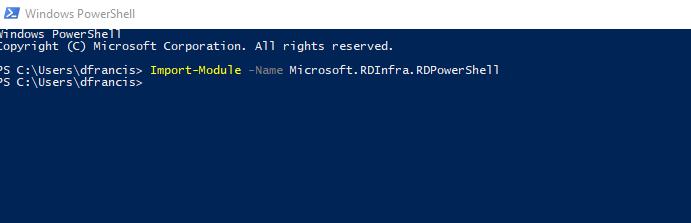 Windows PowerShell
Windows PowerShell
Copyright (C) Microsoft Corporation. All rights reserved.
PS C:\Users\dfrancis> Import-Module -Name Microsoft.RDInfra.RDPowerShell
PS C:\Users\dfrancis>